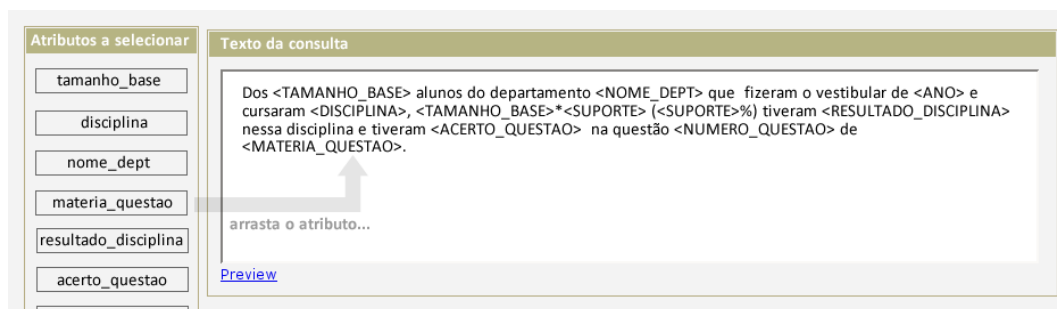 Atributos a selecionar
tamanho_base
disciplina
nome_dept
materia_questao
resultado_disciplina
acerto_questao
Texto da consulta
Dos <TAMANHO_BASE> alunos do departamento <NOME_DEPT> que fizeram o vestibular de <ANO> e
cursaram <DISCIPLINA>, <TAMANHO_BASE>*<SUPORTE> (<SUPORTE>%) tiveram <RESULTADO_DISCIPLINA>
nessa disciplina e tiveram <ACERTO_QUESTAO> na questão <NUMERO_QUESTAO> de
<MATERIA_QUESTAO>.
arrasta o atributo...
Preview